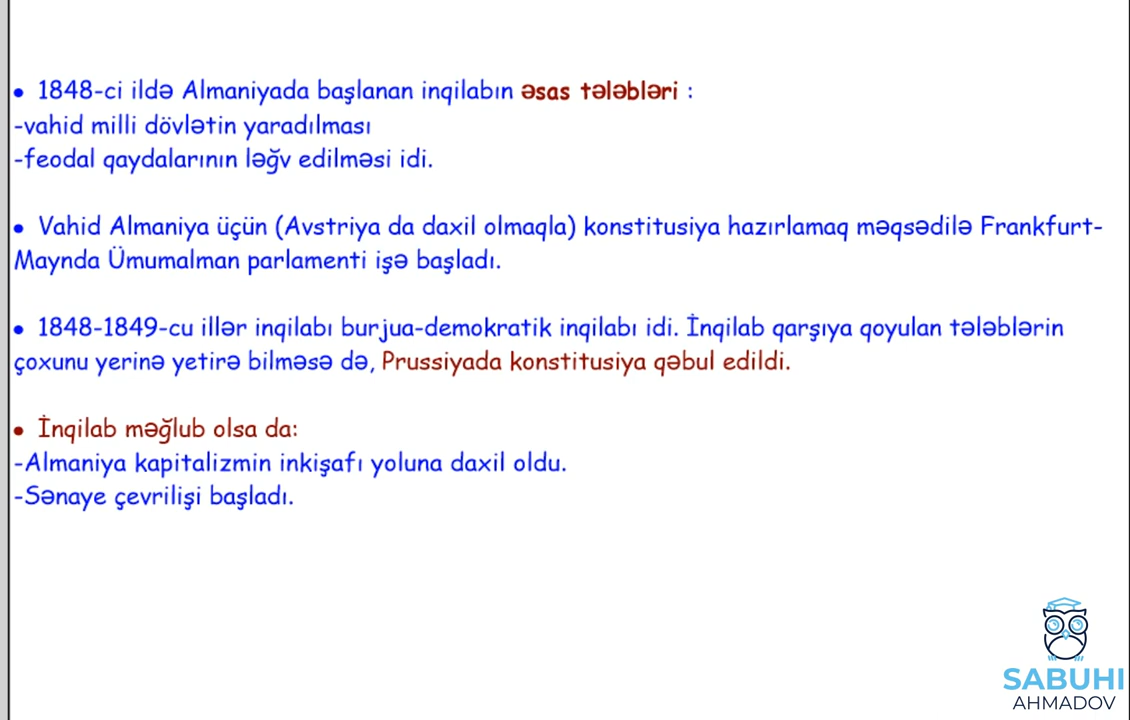 • 1848-ci ildə Almaniyada başlanan inqilabın əsas tələbləri :
-vahid milli dövlətin yaradılması
-feodal qaydalarının ləğv edilməsi idi.
• Vahid Almaniya üçün (Avstriya da daxil olmaqla) konstitusiya hazırlamaq məqsədilə Frankfurt-
Maynda Ümumalman parlamenti işə başladı.
• 1848-1849-cu illər inqilabı burjua-demokratik inqilabı idi. İnqilab qarşıya qoyulan tələblərin
çoxunu yerinə yetirə bilməsə də, Prussiyada konstitusiya qəbul edildi.
• İnqilab məğlub olsa da:
-Almaniya kapitalizmin inkişafı yoluna daxil oldu.
-Sənaye çevrilişi başladı.
SABUHI
AHMADOV